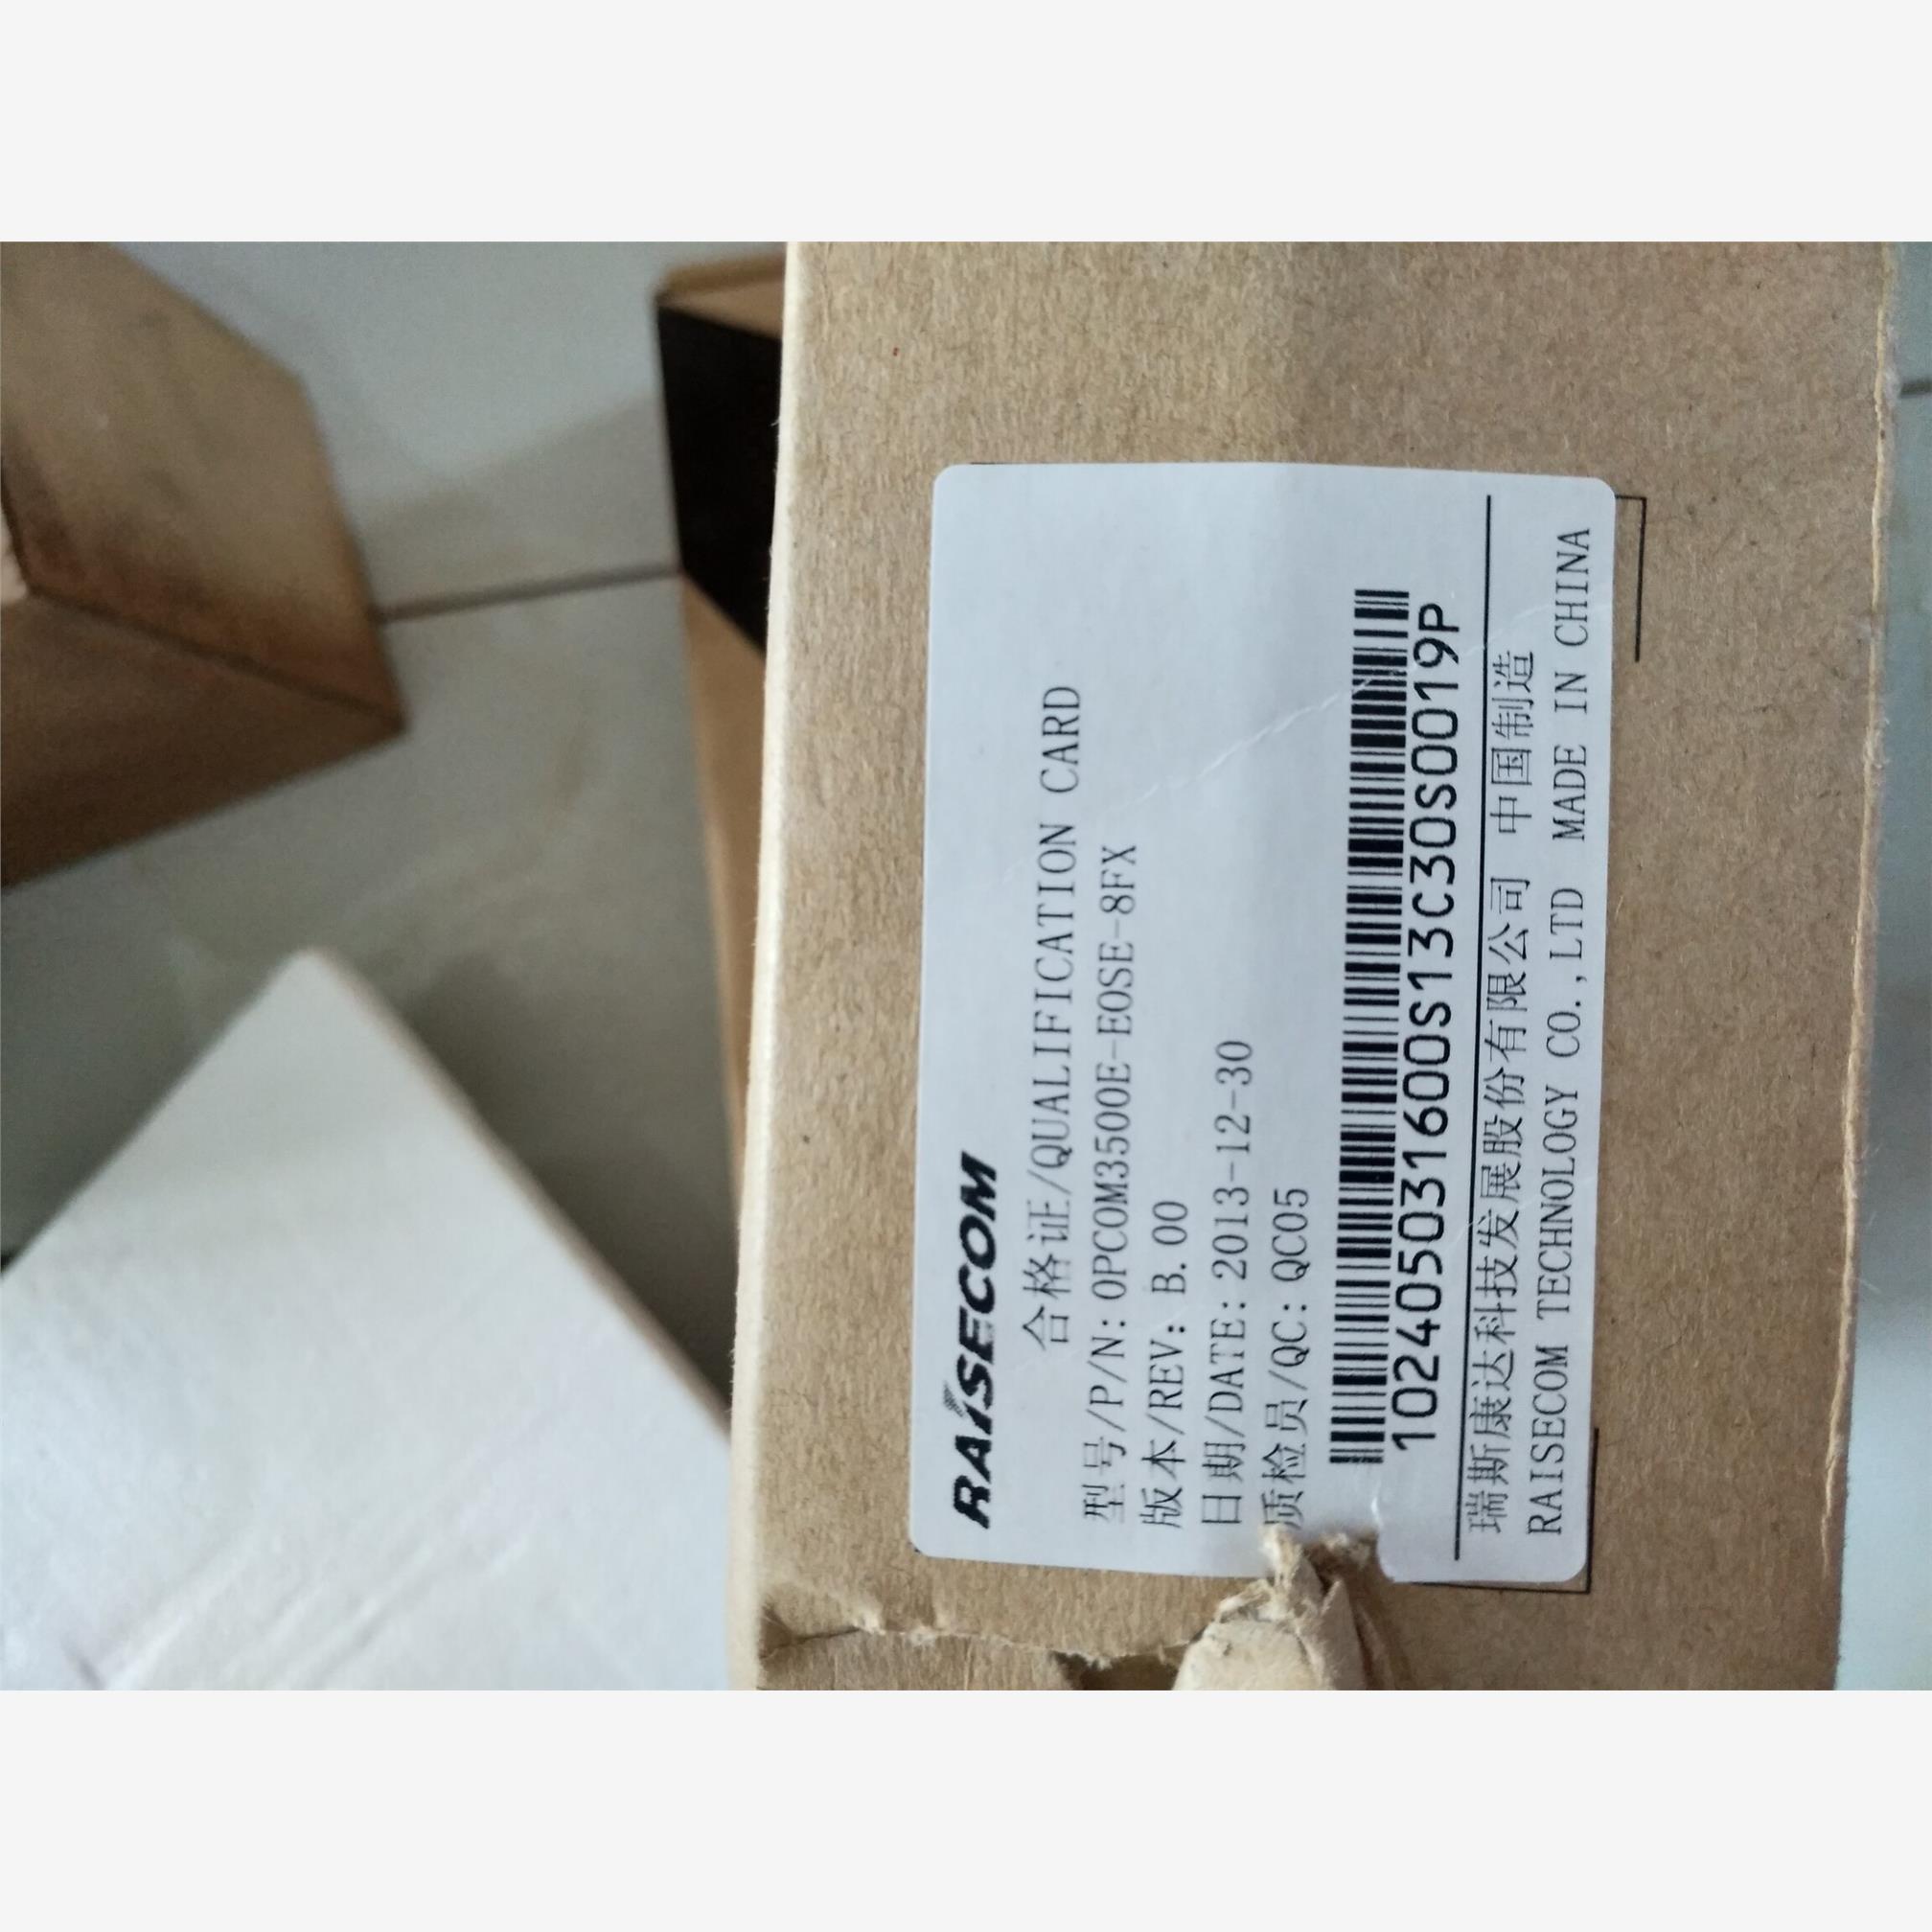 RAISECOM
合格证/QUALIFICATION CARD
型号/P/N: OPCOM3500E-EOSE-8FX
版本/REV: B.00
日期/DATE: 2013-12-30
质检员/QC: QC05
102405031600S13C30S0019P
瑞斯康达科技发展股份有限公司 中国制造
RAISECOM TECHNOLOGY CO.,LTD MADE IN CHINA